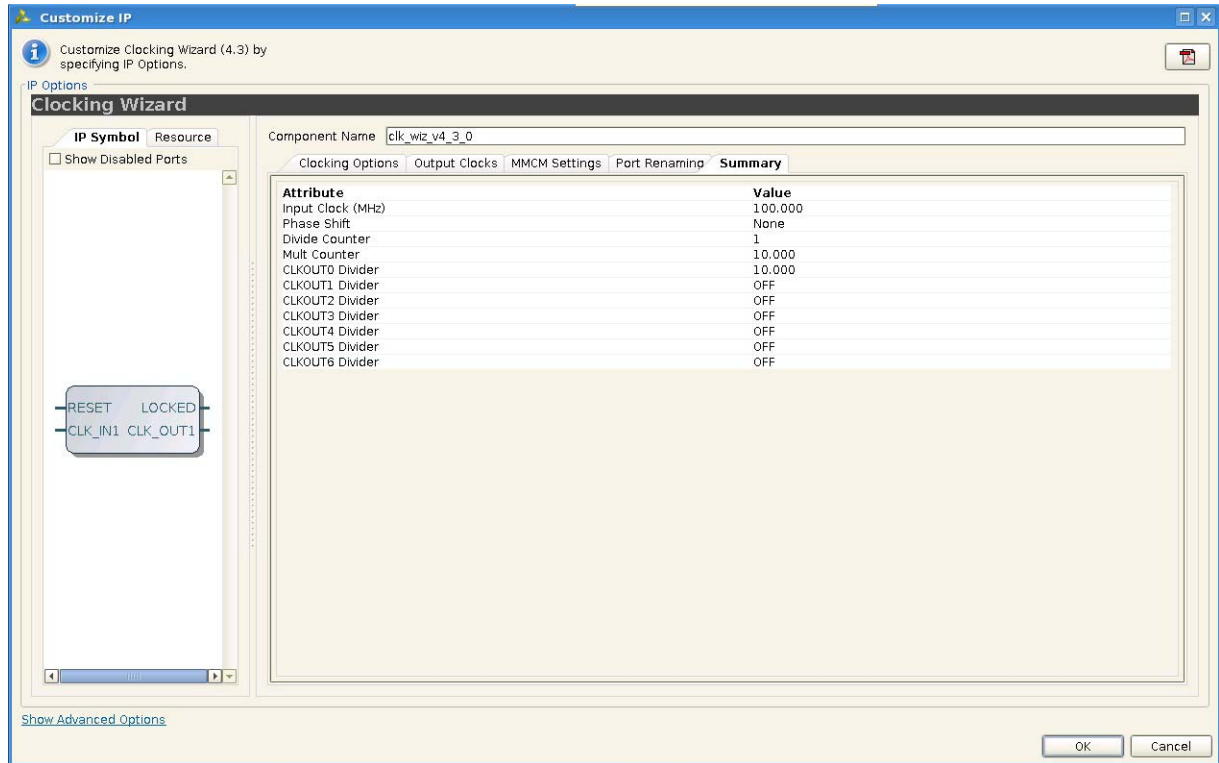 Customize IP
Customize Clocking Wizard (4.3) by
specifying IP Options.
IP Options
Clocking Wizard
IP Symbol Resource
Show Disabled Ports
RESET LOCKED
CLK_IN1 CLK_OUT1
Component Name clk_wiz_v4_3_0
Clocking Options Output Clocks MMCM Settings Port Renaming Summary
Attribute Value
Input Clock (MHz) 100.000
Phase Shift None
Divide Counter 1
Mult Counter 10.000
CLKOUT0 Divider 10.000
CLKOUT1 Divider OFF
CLKOUT2 Divider OFF
CLKOUT3 Divider OFF
CLKOUT4 Divider OFF
CLKOUT5 Divider OFF
CLKOUT6 Divider OFF
Show Advanced Options
OK Cancel